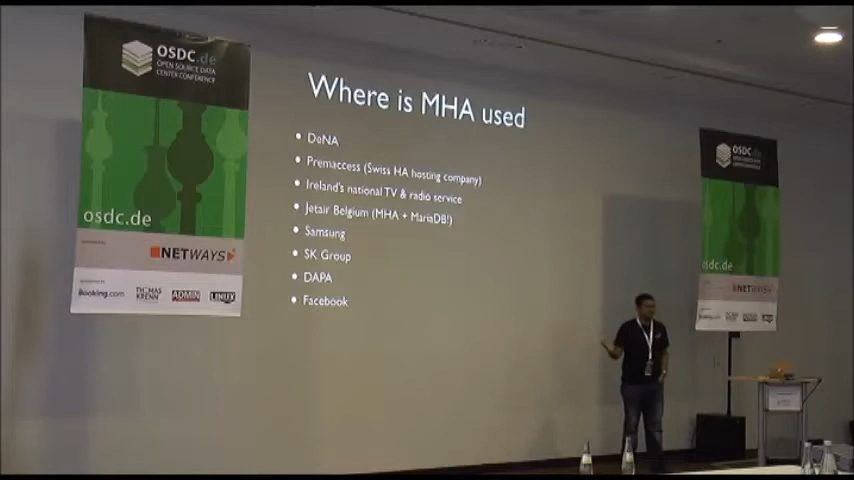 OSDC.de
OPEN SOURCE DATA
CENTER CONFERENCE
osdc.de
NETWAYS
Booking.com
THOMAS
KRENN
ADMIN
LINUX
Where is MHA used
• DeNA
• Premaccess (Swiss HA hosting company)
• Ireland's national TV & radio service
• Jetair Belgium (MHA + MariaDB!)
• Samsung
• SK Group
• DAPA
• Facebook
OSDC.de
osdc.de
NETWAYS
Booking.com